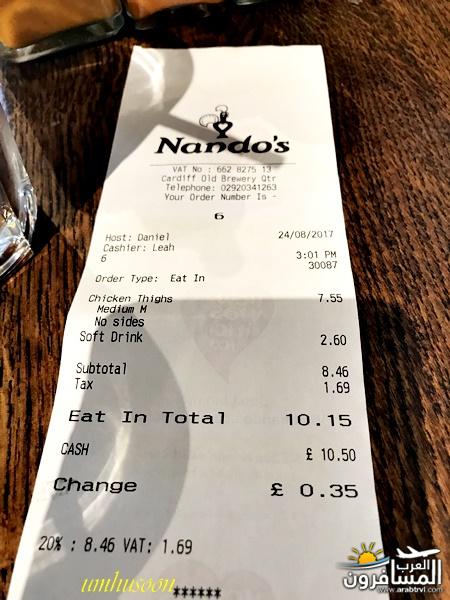 Nando's
VAT No : 662 8275 13
Cardiff Old Brewery Qtr
Telephone: 02920341263
Your Order Number Is -
6
Host: Daniel 24/08/2017
Cashier: Leah
6 3:01 PM
30087
Order Type: Eat In
Chicken Thighs 7.55
Medium M
No sides
Soft Drink 2.60
Subtotal 8.46
Tax 1.69
Eat In Total 10.15
CASH £ 10.50
Change £ 0.35
20% : 8.46 VAT: 1.69
umhusoon ******
العرب
المسافرون
www.arabtrvl.com